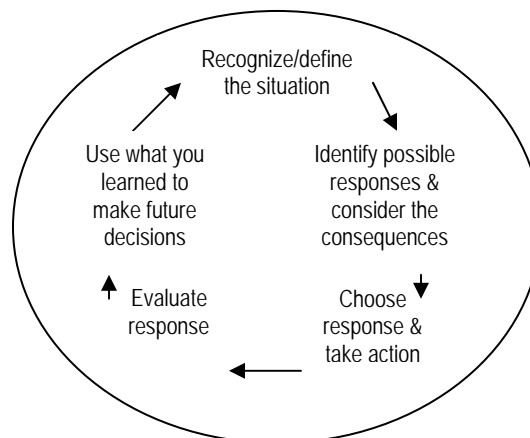 Recognize/define
the situation
Identify possible
responses &
consider the
consequences
Choose
response &
take action
Evaluate
response
Use what you
learned to
make future
decisions